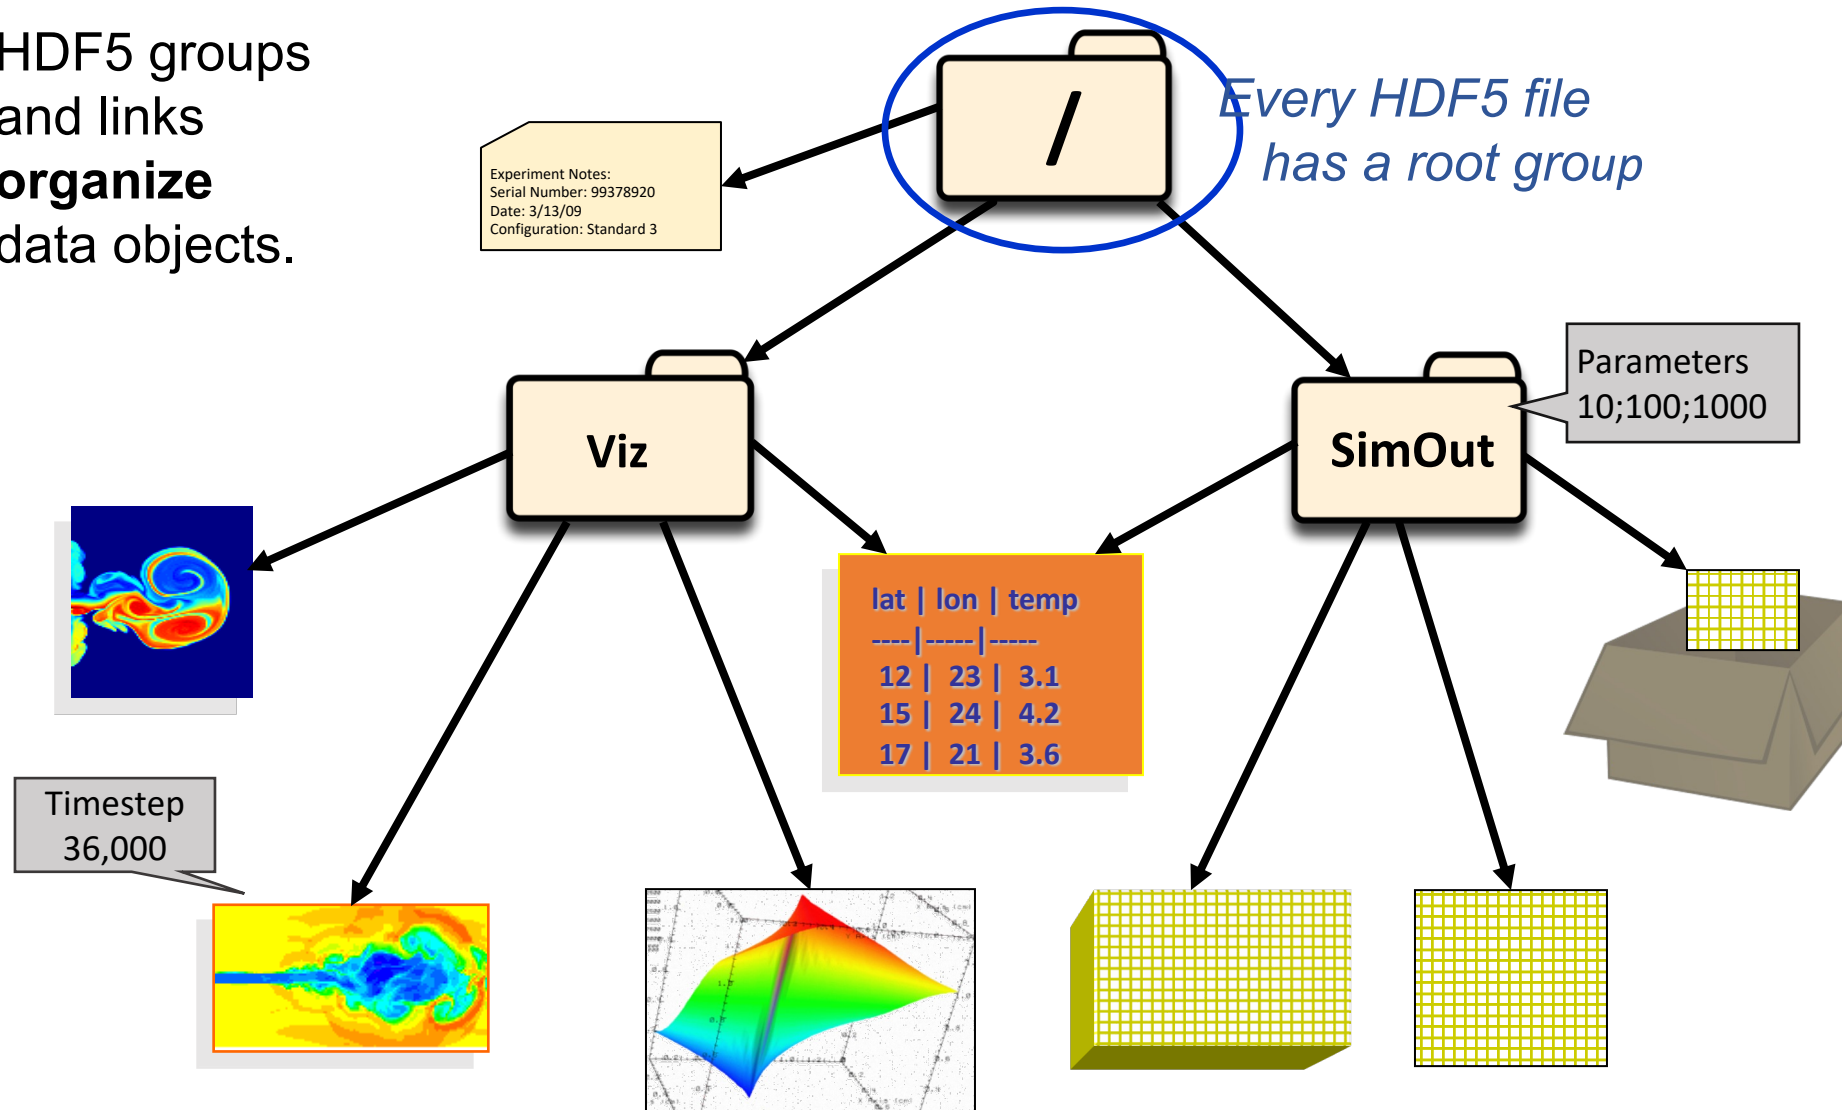 HDF5 groups
and links
organize
data objects.
/
Every HDF5 file
has a root group
Experiment Notes:
Serial Number: 99378920
Date: 3/13/09
Configuration: Standard 3
Parameters
10;100;1000
Viz
SimOut
lat | lon | temp
----|-----|-----
12 | 23 | 3.1
15 | 24 | 4.2
17 | 21 | 3.6
Timestep
36,000